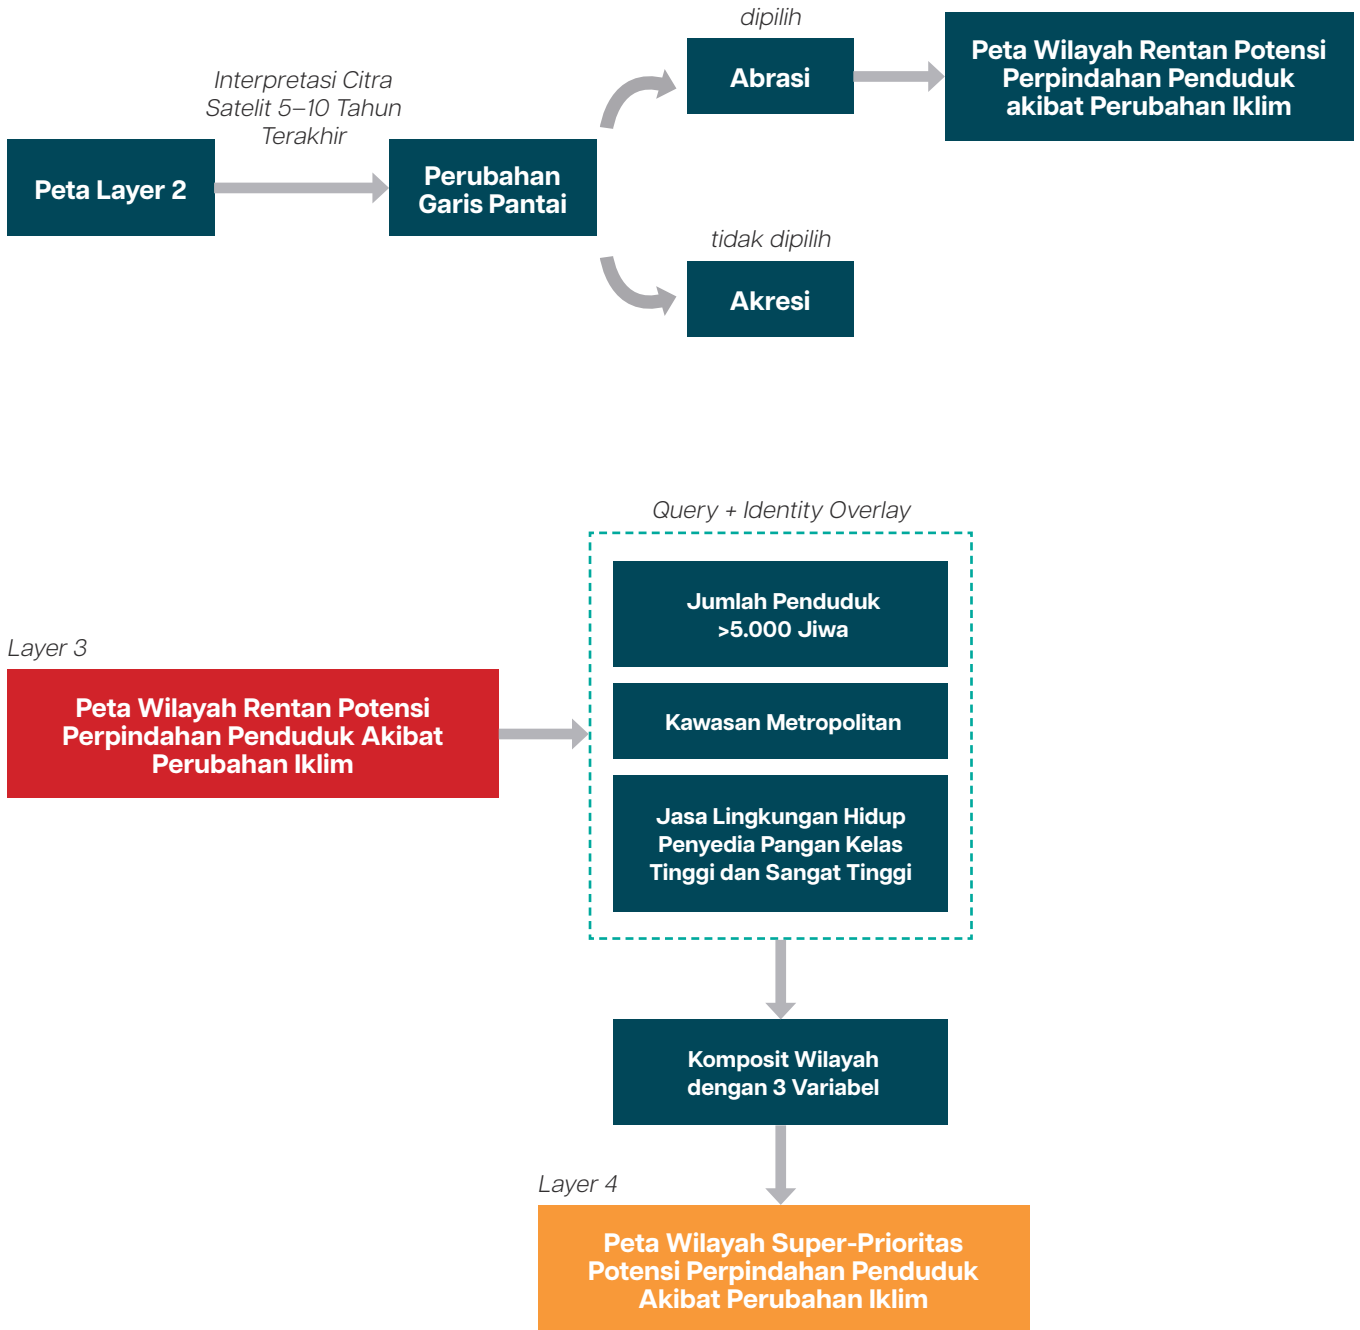 Peta Layer 2
Interpretasi Citra
Satelit 5–10 Tahun
Terakhir
Perubahan
Garis Pantai
dipilih
Abrasi
Peta Wilayah Rentan Potensi
Perpindahan Penduduk
akibat Perubahan Iklim
tidak dipilih
Akresi
Layer 3
Peta Wilayah Rentan Potensi
Perpindahan Penduduk Akibat
Perubahan Iklim
Query + Identity Overlay
Jumlah Penduduk
>5.000 Jiwa
Kawasan Metropolitan
Jasa Lingkungan Hidup
Penyedia Pangan Kelas
Tinggi dan Sangat Tinggi
Komposit Wilayah
dengan 3 Variabel
Layer 4
Peta Wilayah Super-Prioritas
Potensi Perpindahan Penduduk
Akibat Perubahan Iklim